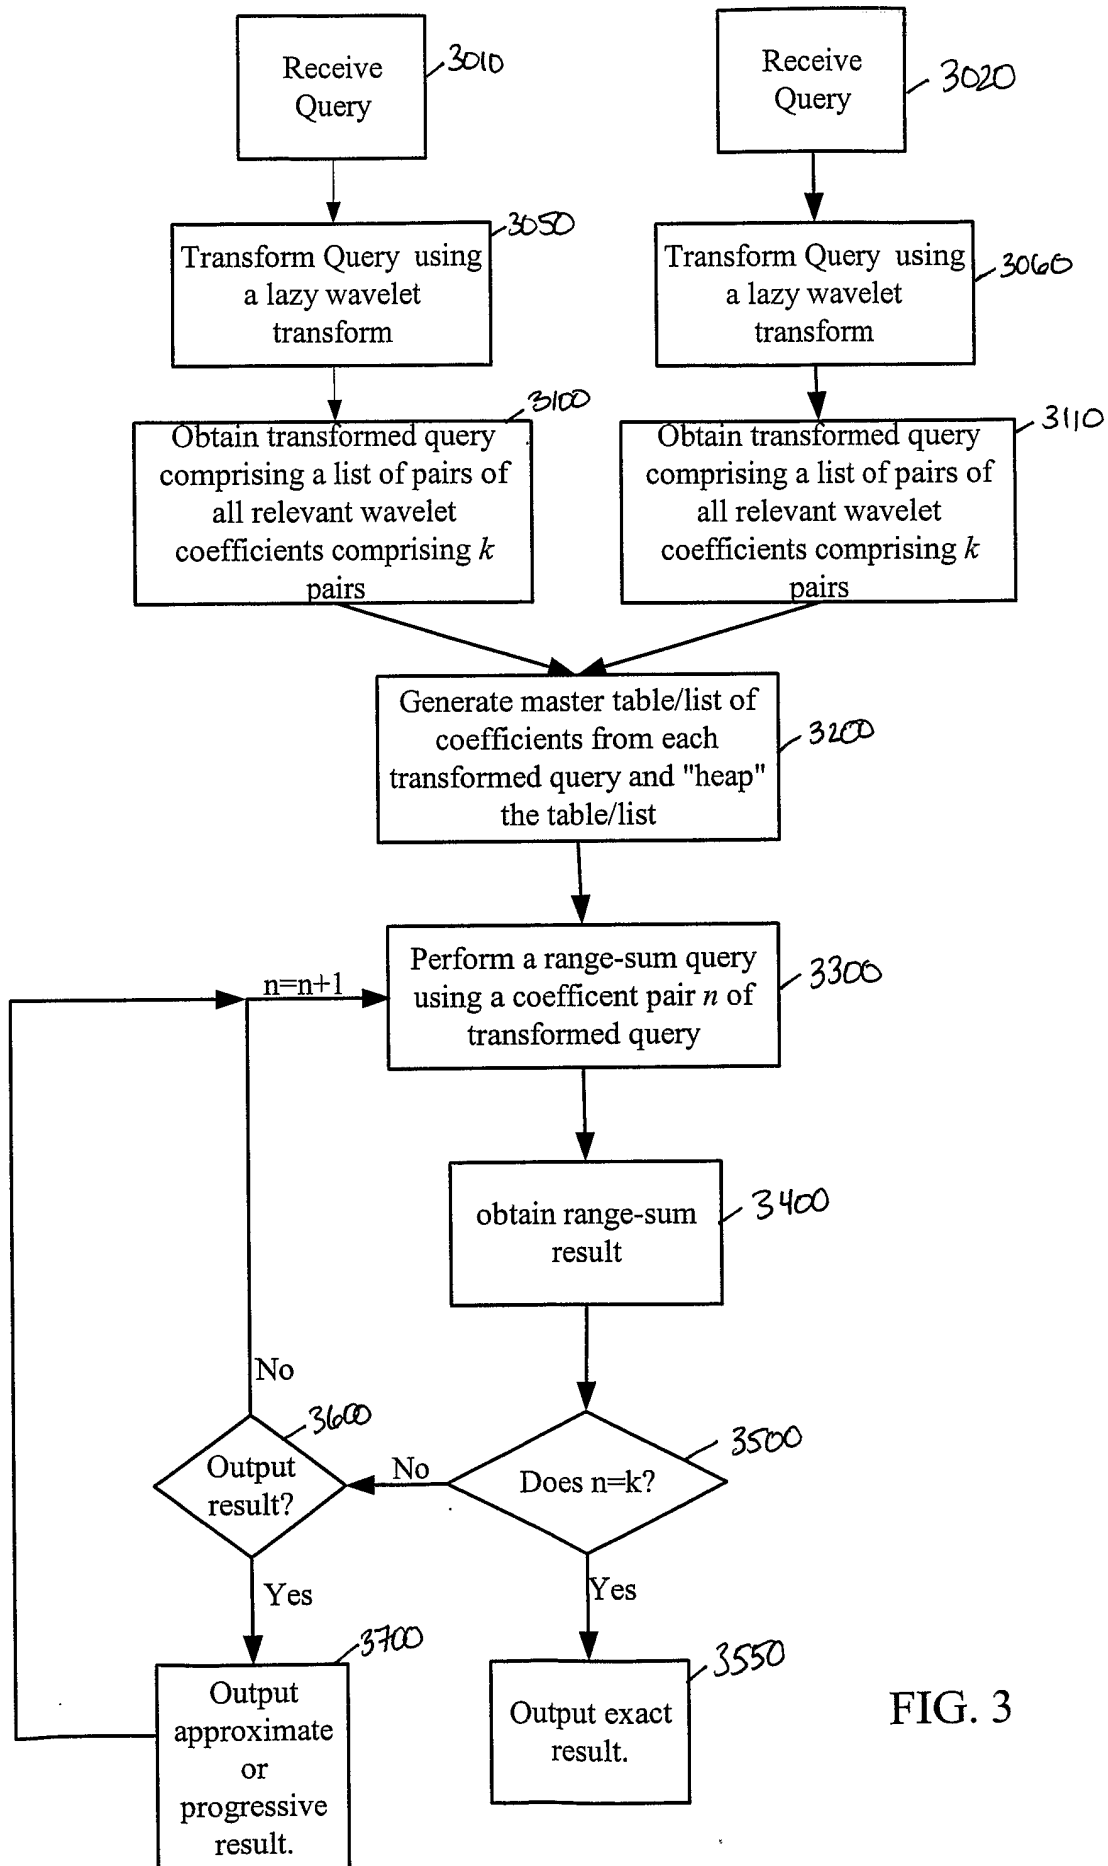 Receive
Query
3010
Receive
Query
3020
Transform Query using
a lazy wavelet
transform
3050
Transform Query using
a lazy wavelet
transform
3060
Obtain transformed query
comprising a list of pairs of
all relevant wavelet
coefficients comprising k
pairs
3100
Obtain transformed query
comprising a list of pairs of
all relevant wavelet
coefficients comprising k
pairs
3110
Generate master table/list of
coefficients from each
transformed query and "heap"
the table/list
3200
n=n+1
Perform a range-sum query
using a coefficent pair n of
transformed query
3300
obtain range-sum
result
3400
No
3600
Output
result?
No
Does n=k?
3500
Yes
Yes
3700
Output
approximate
or
progressive
result.
3550
Output exact
result.
FIG. 3